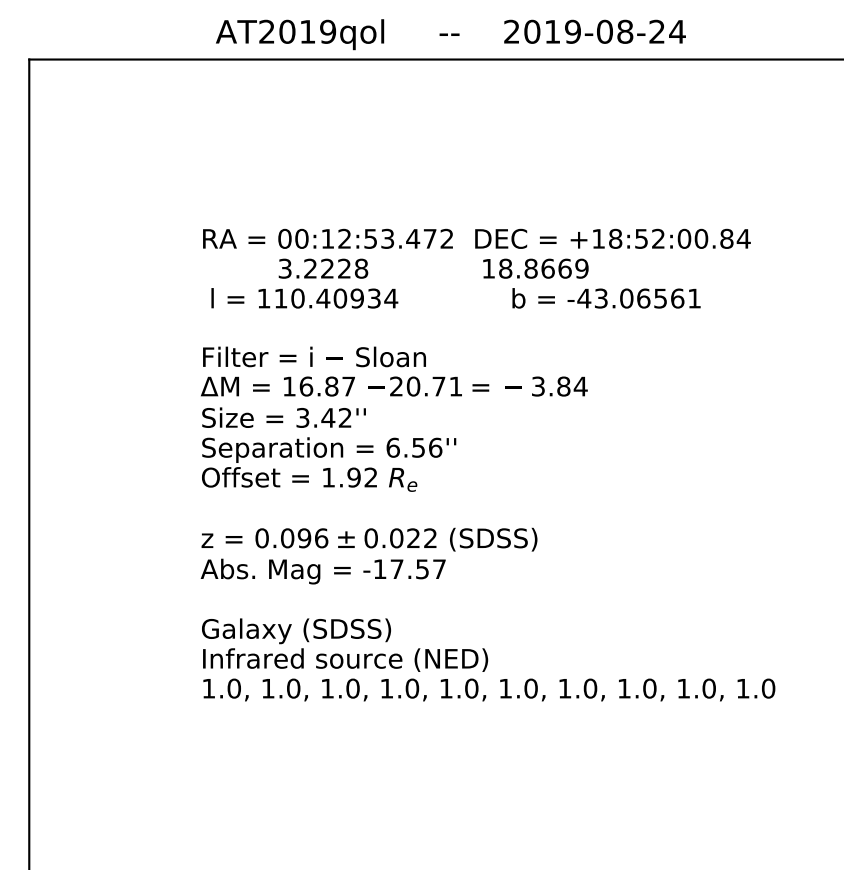 AT2019qol -- 2019-08-24
RA = 00:12:53.472 DEC = +18:52:00.84
3.2228 18.8669
l = 110.40934 b = -43.06561
Filter = i − Sloan
ΔM = 16.87 −20.71 = − 3.84
Size = 3.42''
Separation = 6.56''
Offset = 1.92 Rₑ
z = 0.096 ± 0.022 (SDSS)
Abs. Mag = -17.57
Galaxy (SDSS)
Infrared source (NED)
1.0, 1.0, 1.0, 1.0, 1.0, 1.0, 1.0, 1.0, 1.0, 1.0